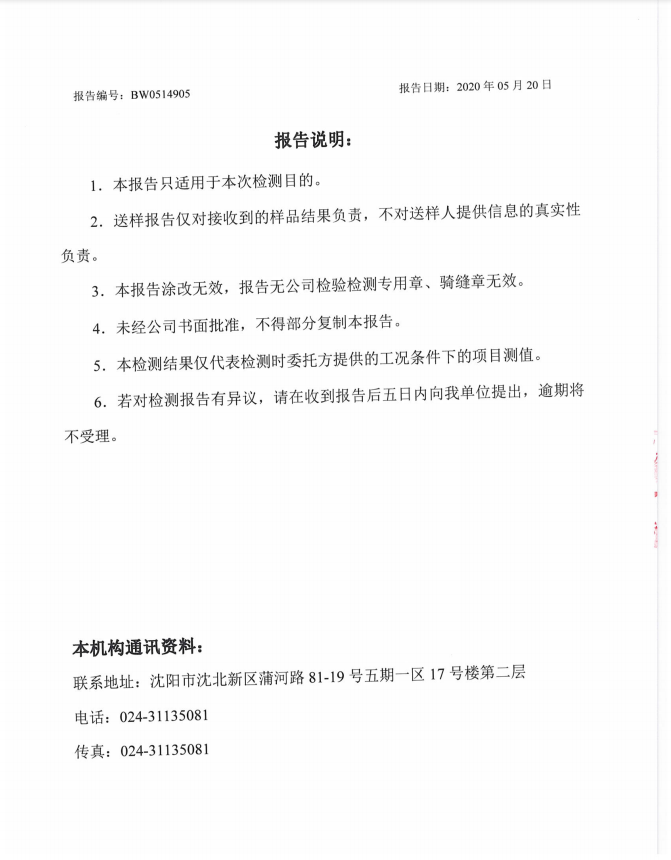 报告编号：BW0514905
报告日期：2020 年 05 月 20 日
报告说明：
1．本报告只适用于本次检测目的。
2．送样报告仅对接收到的样品结果负责，不对送样人提供信息的真实性
负责。
3．本报告涂改无效，报告无公司检验检测专用章、骑缝章无效。
4．未经公司书面批准，不得部分复制本报告。
5．本检测结果仅代表检测时委托方提供的工况条件下的项目测值。
6．若对检测报告有异议，请在收到报告后五日内向我单位提出，逾期将
不受理。
本机构通讯资料：
联系地址：沈阳市沈北新区蒲河路 81-19 号五期一区 17 号楼第二层
电话：024-31135081
传真：024-31135081